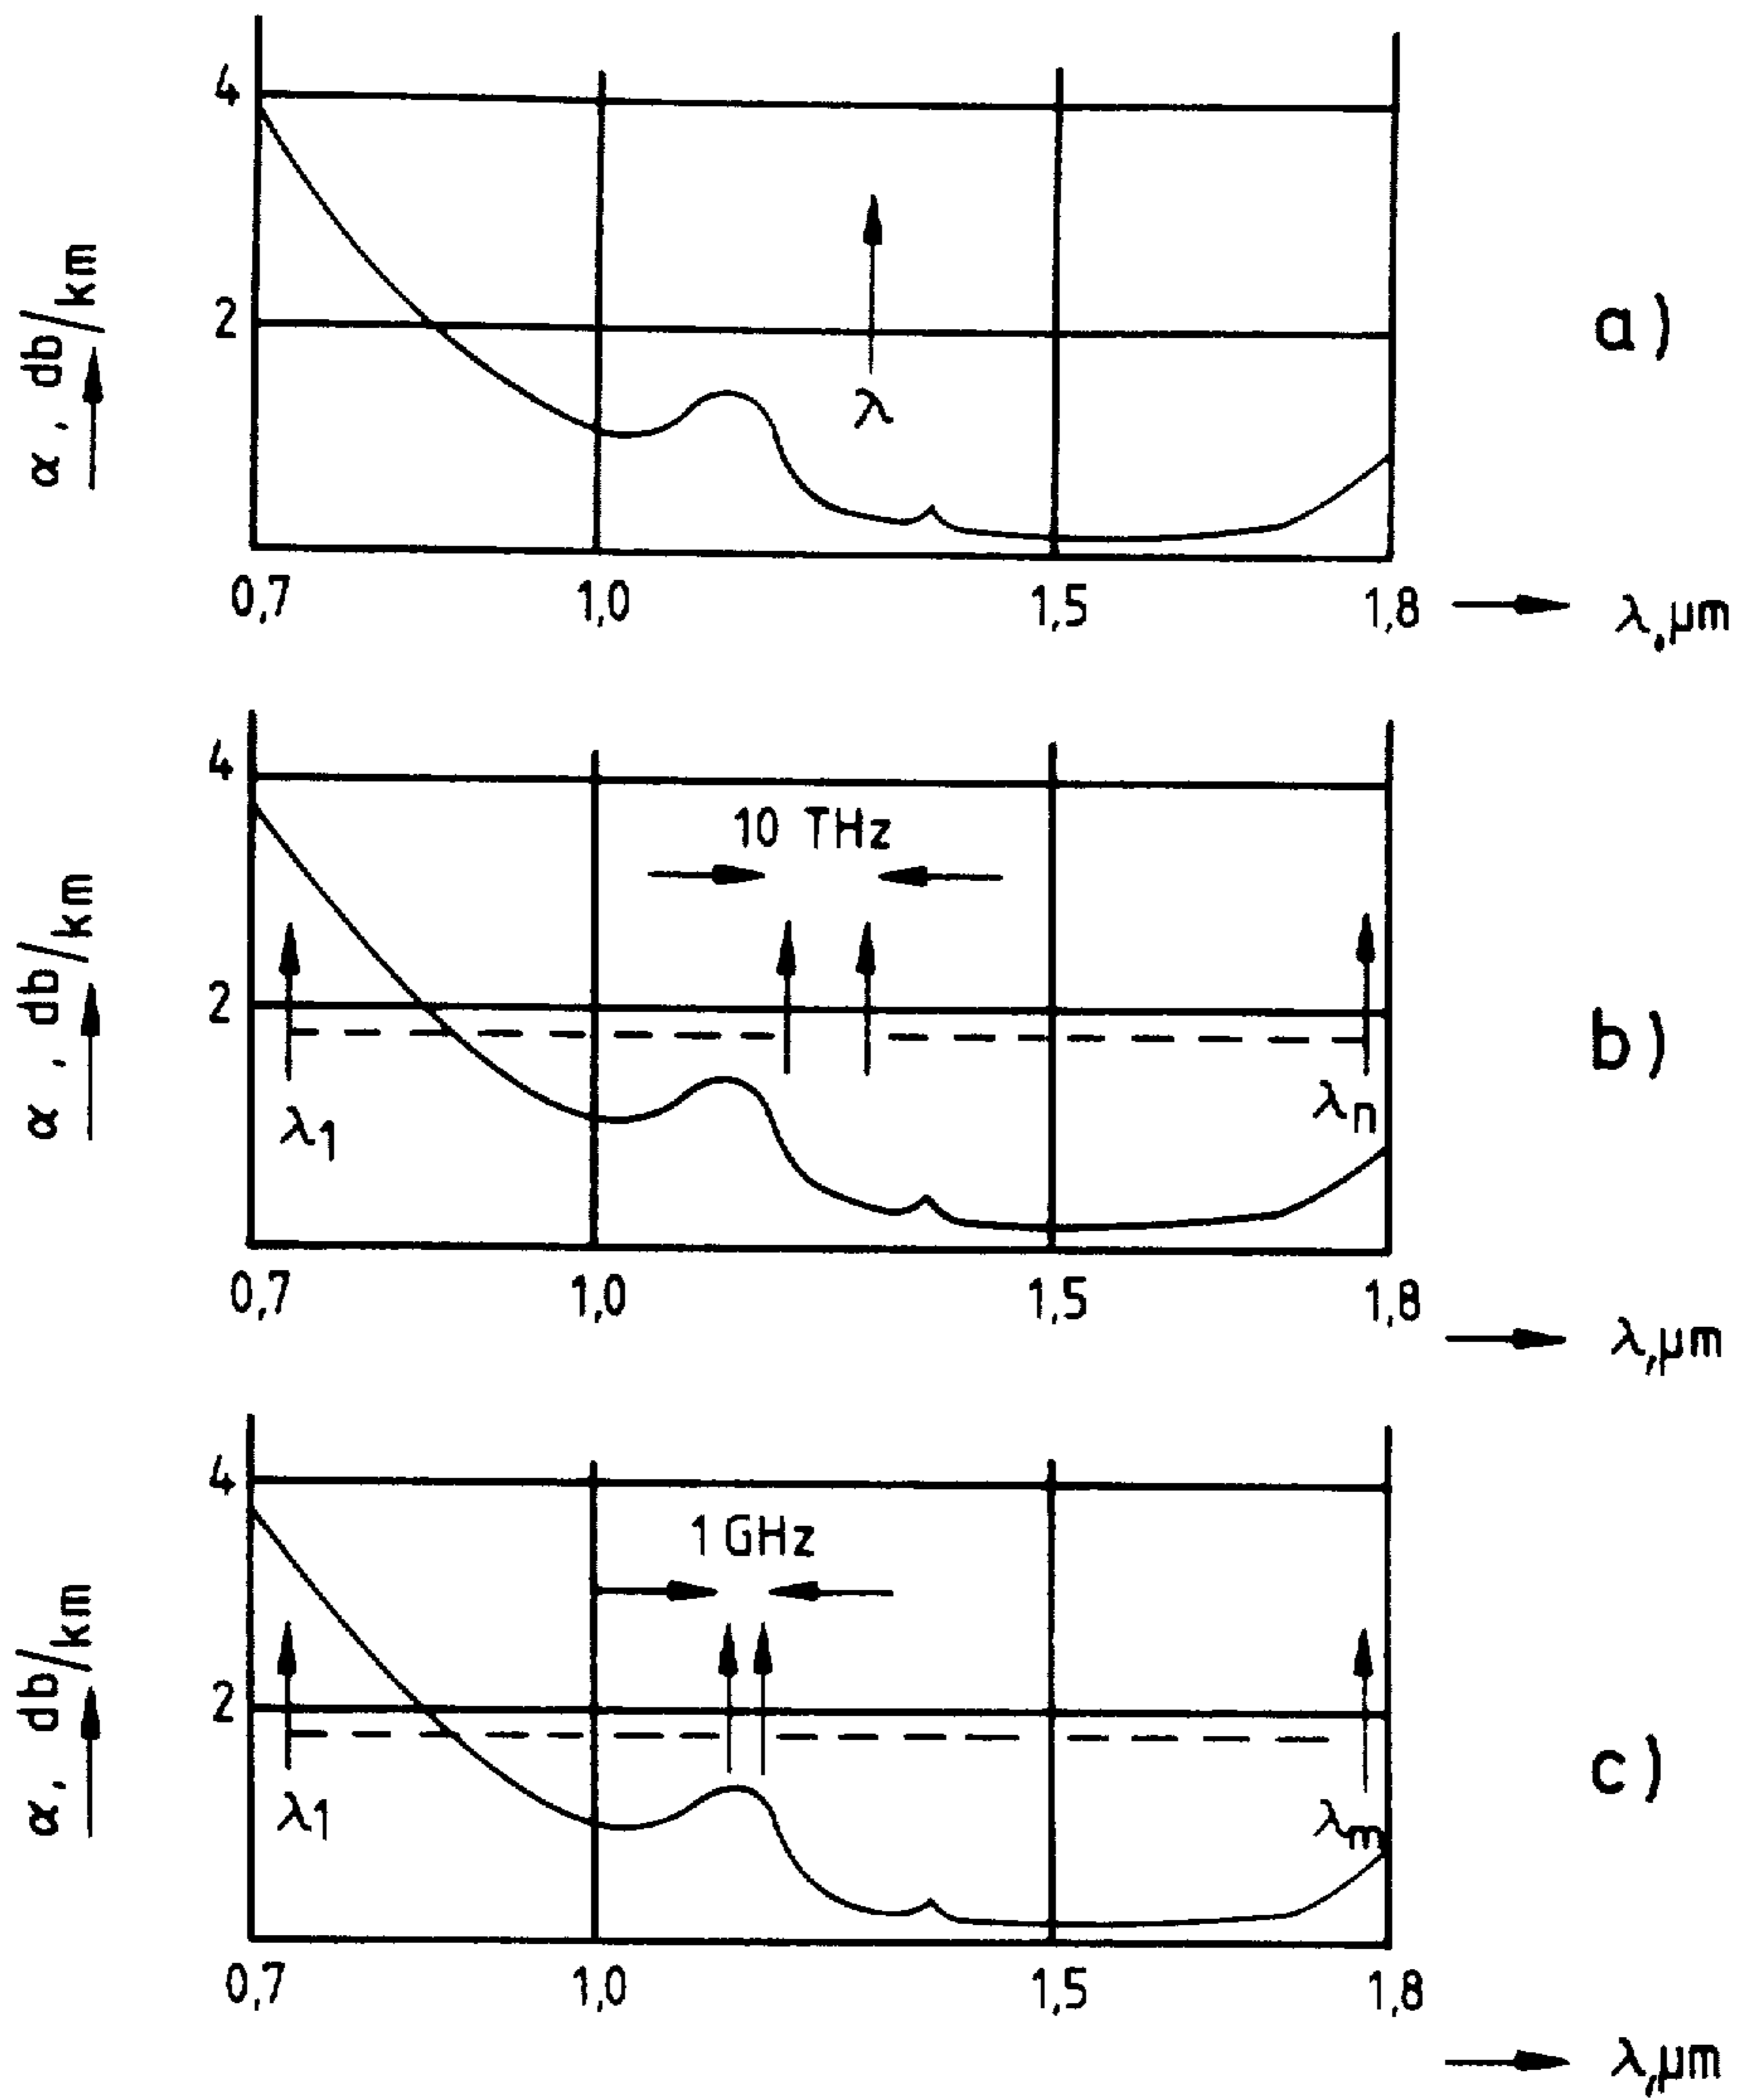 4
2
α, db/km
λ
a)
0,7 1,0 1,5 1,8 λ,μm
4
10 THz
2
α, db/km
λ1 λn
b)
0,7 1,0 1,5 1,8
λ,μm
4
1 GHz
2
α, db/km
λ1 λm
c)
0,7 1,0 1,5 1,8
λ,μm